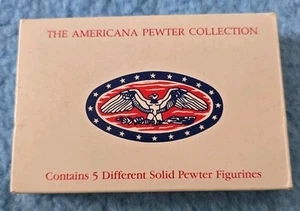 THE AMERICANA PEWTER COLLECTION
Contains 5 Different Solid Pewter Figurines